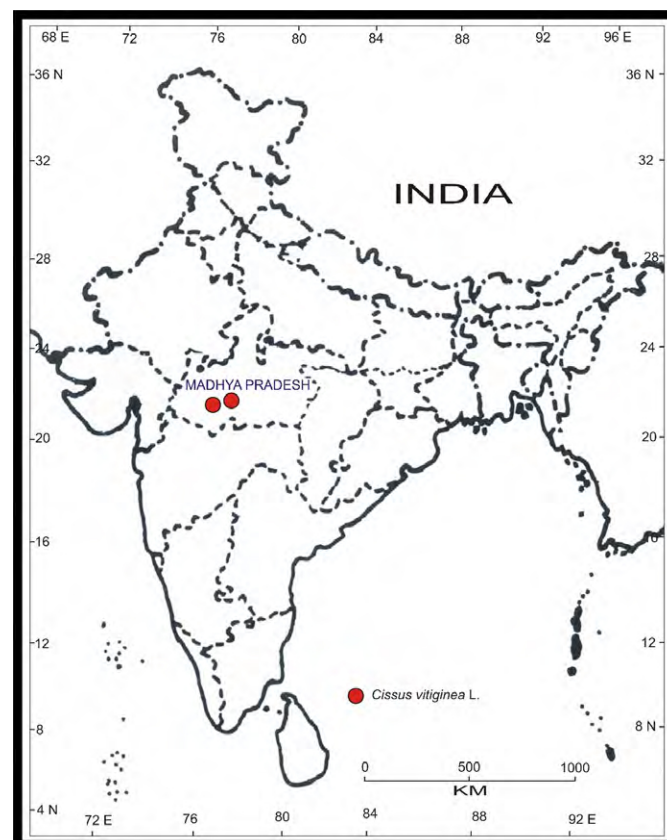 68 E 72 76 80 84 88 92 96 E
36 N 36 N
32 32
INDIA
28 28
24 24
MADHYA PRADESH
20 20
16 16
12 12
Cissus vitiginea L.
8 8 N
0 500 1000
KM
4 N
72 E 76 80 84 92 E